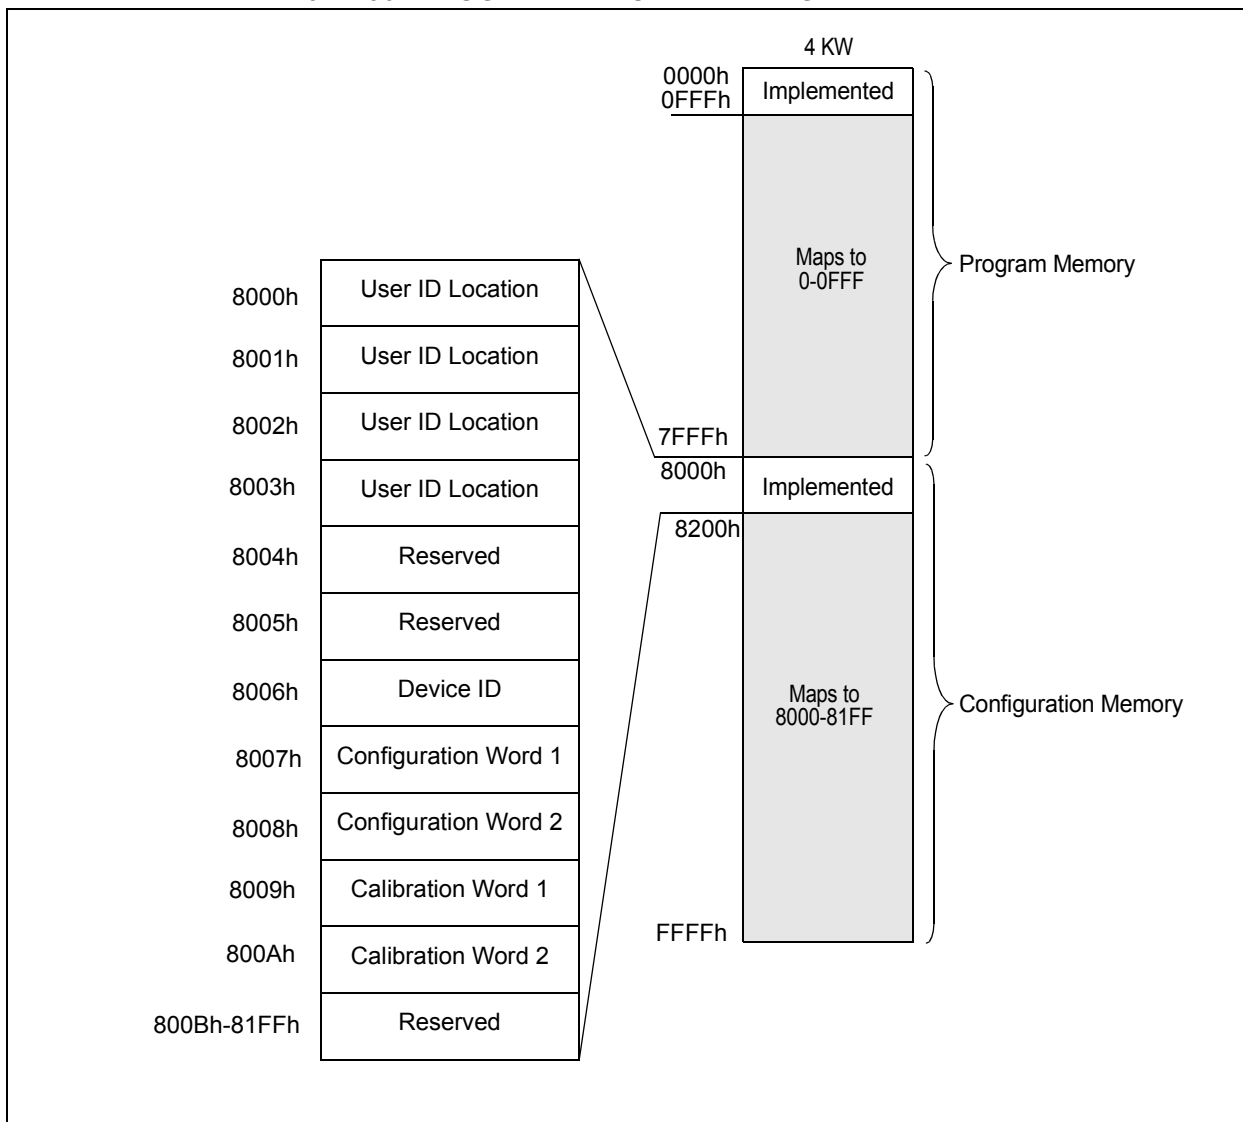 4 KW
0000h
0FFFh
Implemented
Maps to
0-0FFF
Program Memory
7FFFh
8000h
Implemented
8200h
Maps to
8000-81FF
Configuration Memory
FFFFh
8000h User ID Location
8001h User ID Location
8002h User ID Location
8003h User ID Location
8004h Reserved
8005h Reserved
8006h Device ID
8007h Configuration Word 1
8008h Configuration Word 2
8009h Calibration Word 1
800Ah Calibration Word 2
800Bh-81FFh Reserved